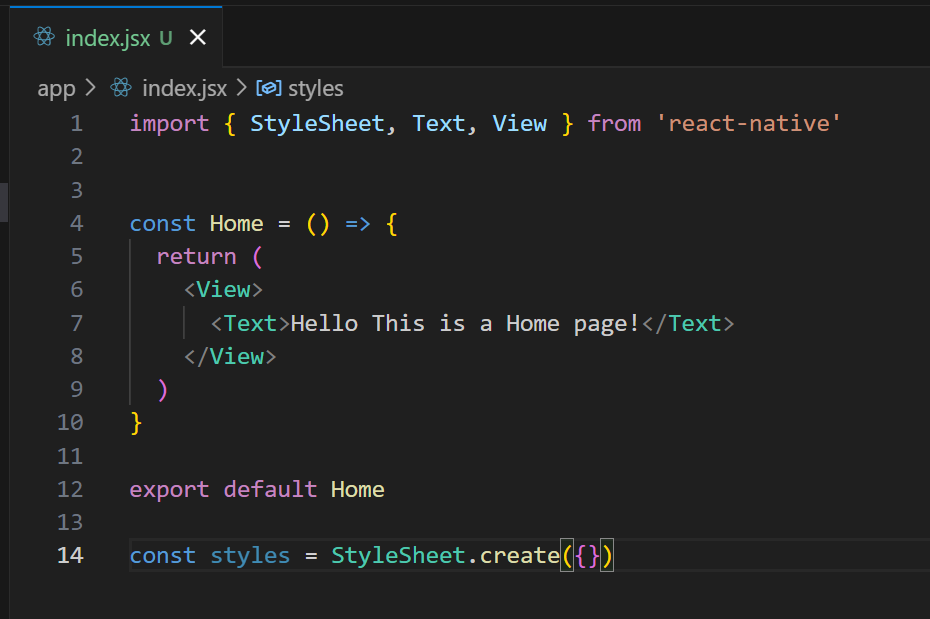 index.jsx U
app > index.jsx > styles
1 import { StyleSheet, Text, View } from 'react-native'
2
3
4 const Home = () => {
5   return (
6     <View>
7       <Text>Hello This is a Home page!</Text>
8     </View>
9   )
10 }
11
12 export default Home
13
14 const styles = StyleSheet.create({})